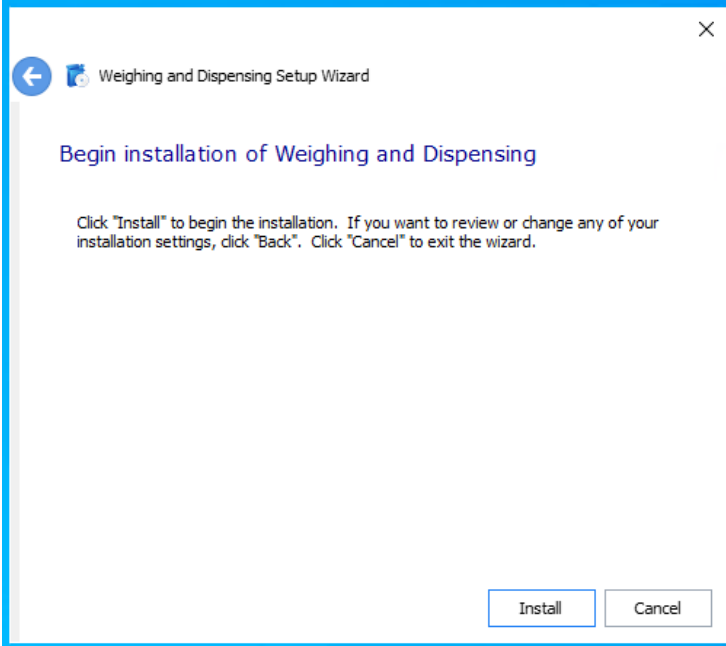 Weighing and Dispensing Setup Wizard
Begin installation of Weighing and Dispensing
Click "Install" to begin the installation.  If you want to review or change any of your
installation settings, click "Back".  Click "Cancel" to exit the wizard.
Install
Cancel